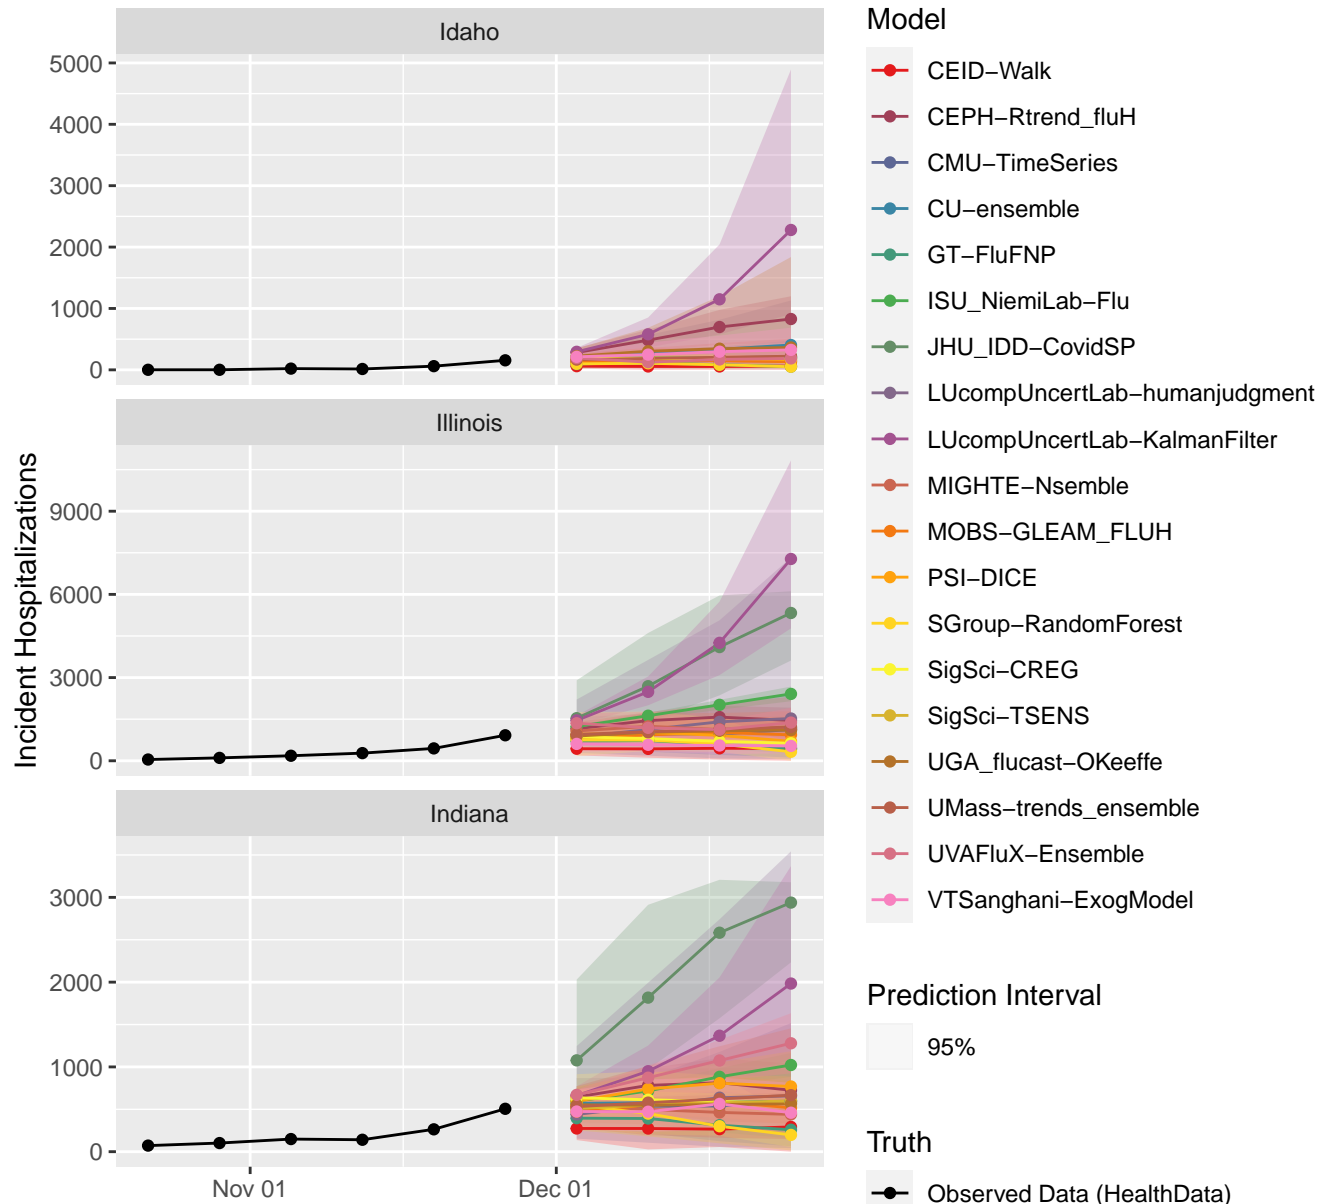 Idaho
5000
4000
3000
2000
1000
0
Illinois
9000
6000
3000
0
Indiana
3000
2000
1000
0
Nov 01
Dec 01
Incident Hospitalizations
Model
CEID−Walk
CEPH−Rtrend_fluH
CMU−TimeSeries
CU−ensemble
GT−FluFNP
ISU_NiemiLab−Flu
JHU_IDD−CovidSP
LUcompUncertLab−humanjudgment
LUcompUncertLab−KalmanFilter
MIGHTE−Nsemble
MOBS−GLEAM_FLUH
PSI−DICE
SGroup−RandomForest
SigSci−CREG
SigSci−TSENS
UGA_flucast−OKeeffe
UMass−trends_ensemble
UVAFluX−Ensemble
VTSanghani−ExogModel
Prediction Interval
95%
Truth
Observed Data (HealthData)